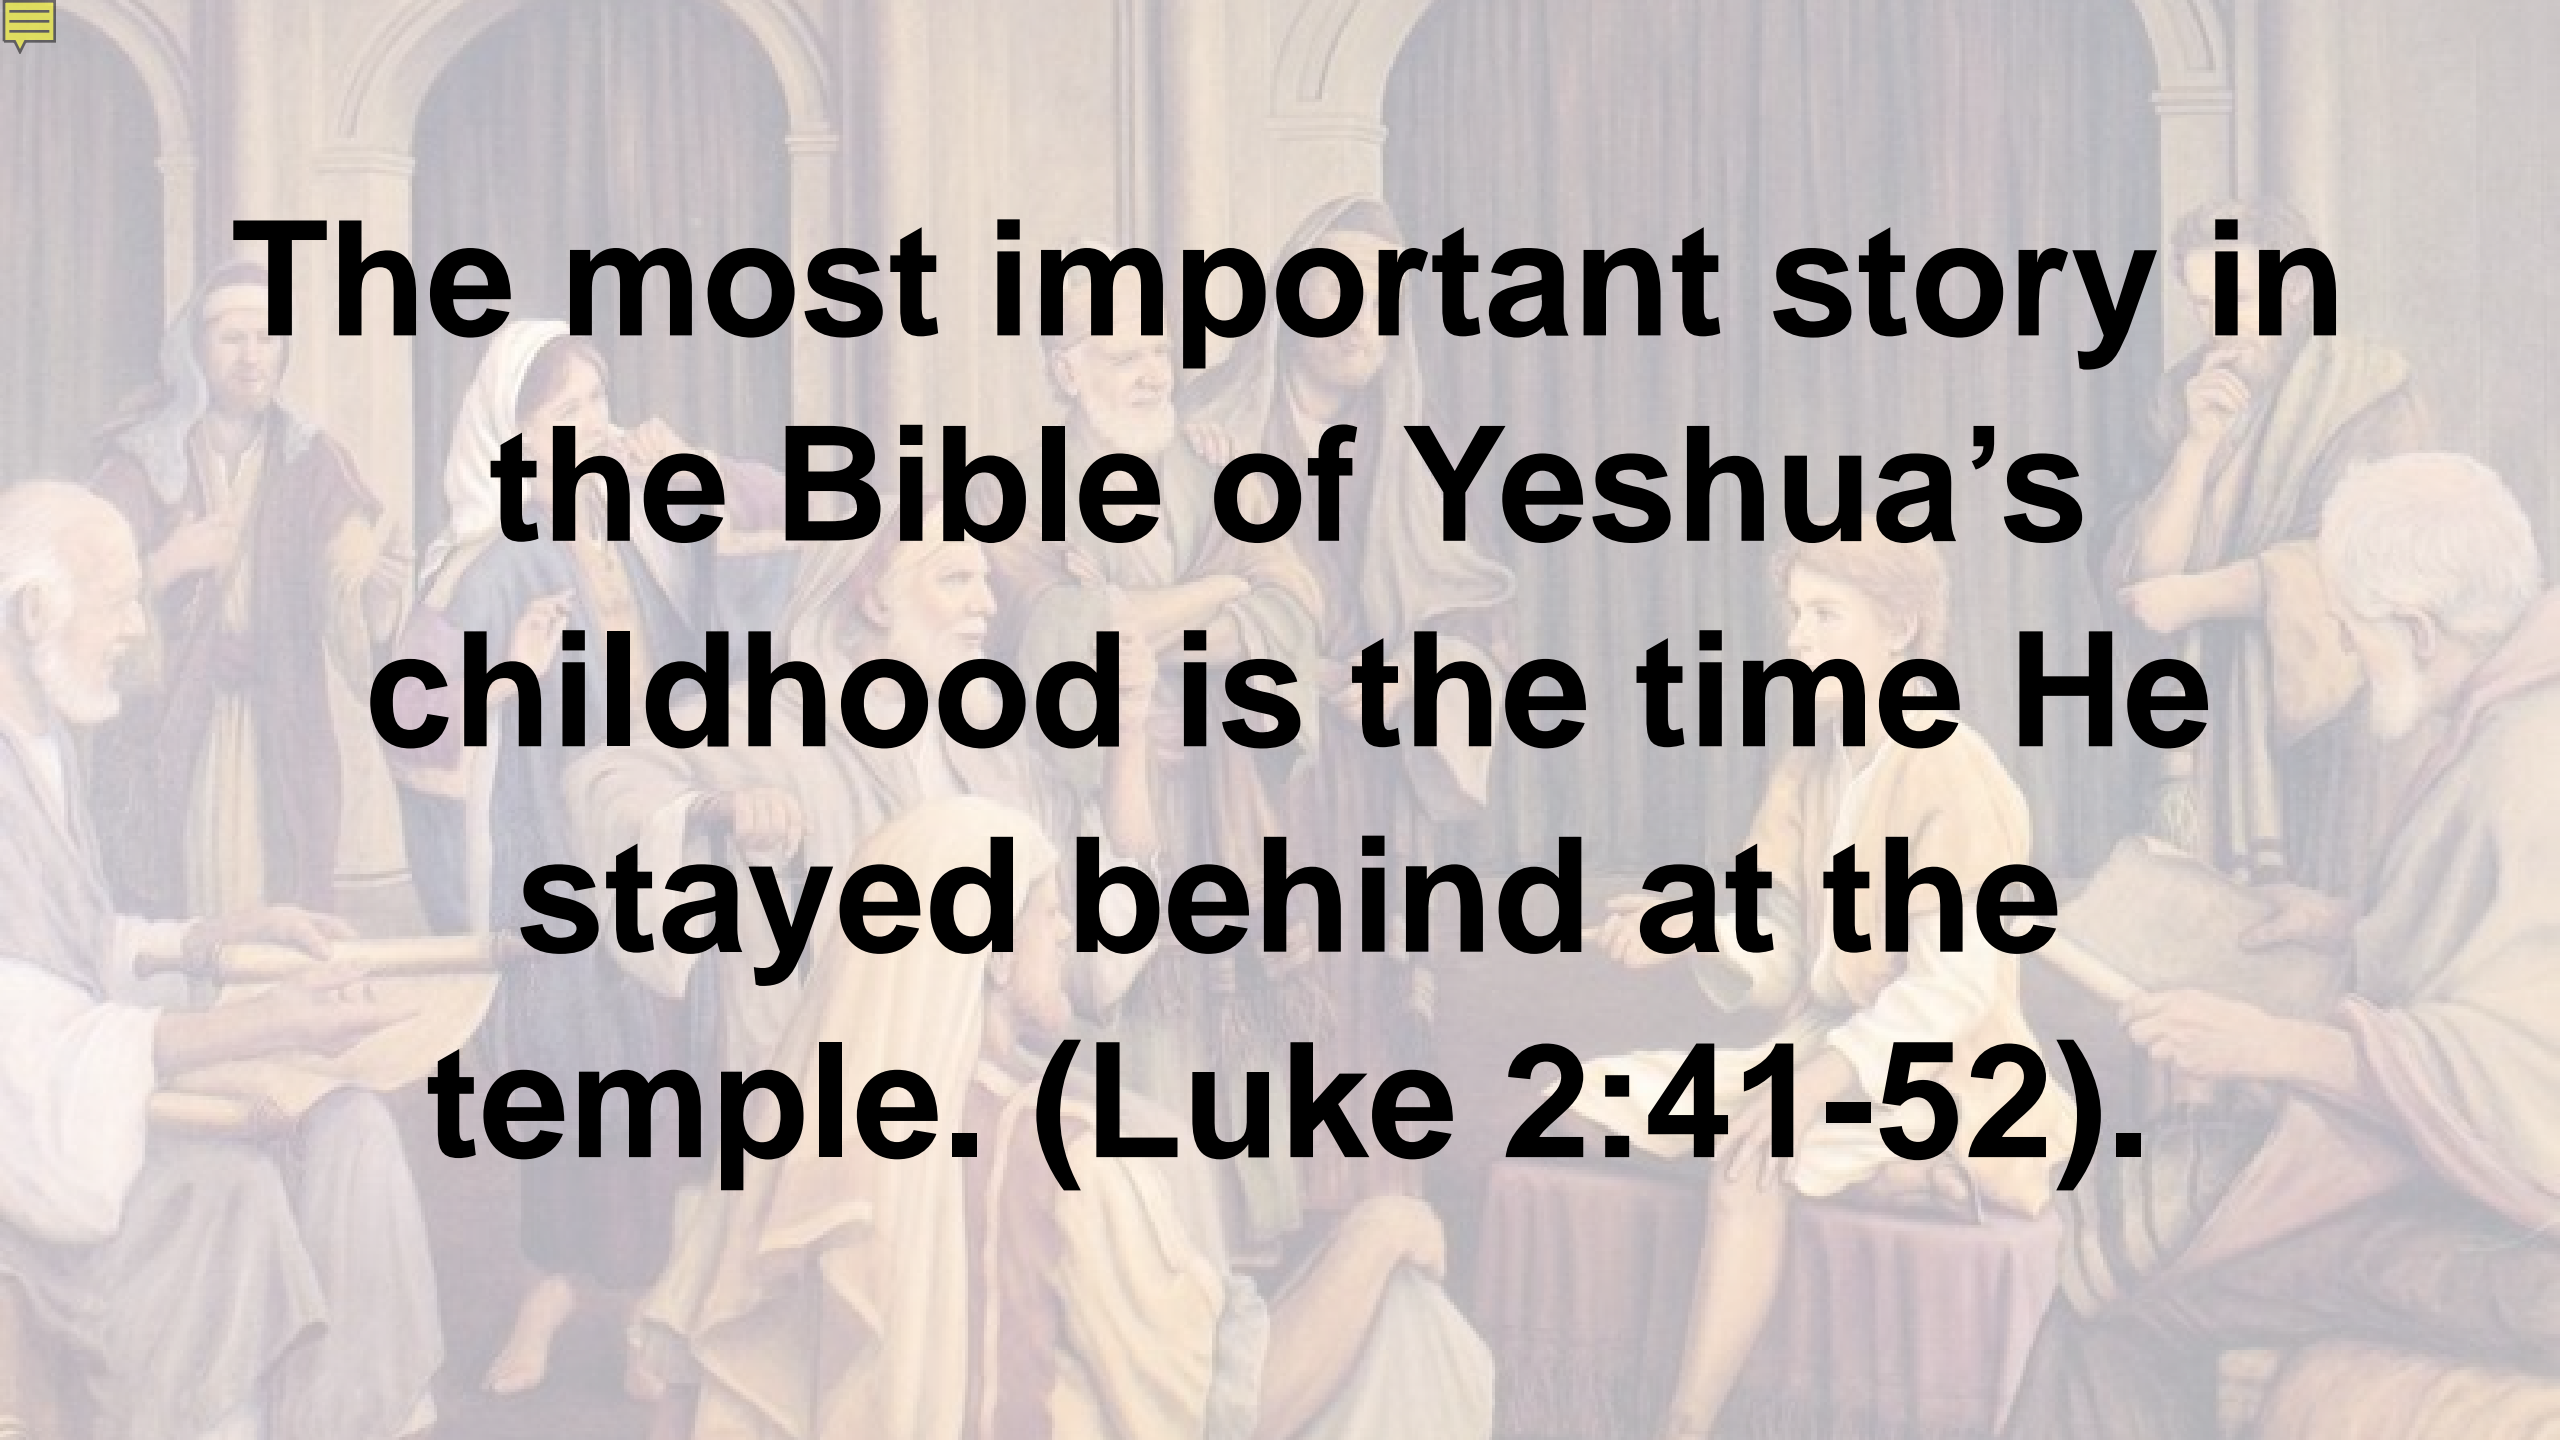 The most important story in
the Bible of Yeshua’s
childhood is the time He
stayed behind at the
temple. (Luke 2:41-52).